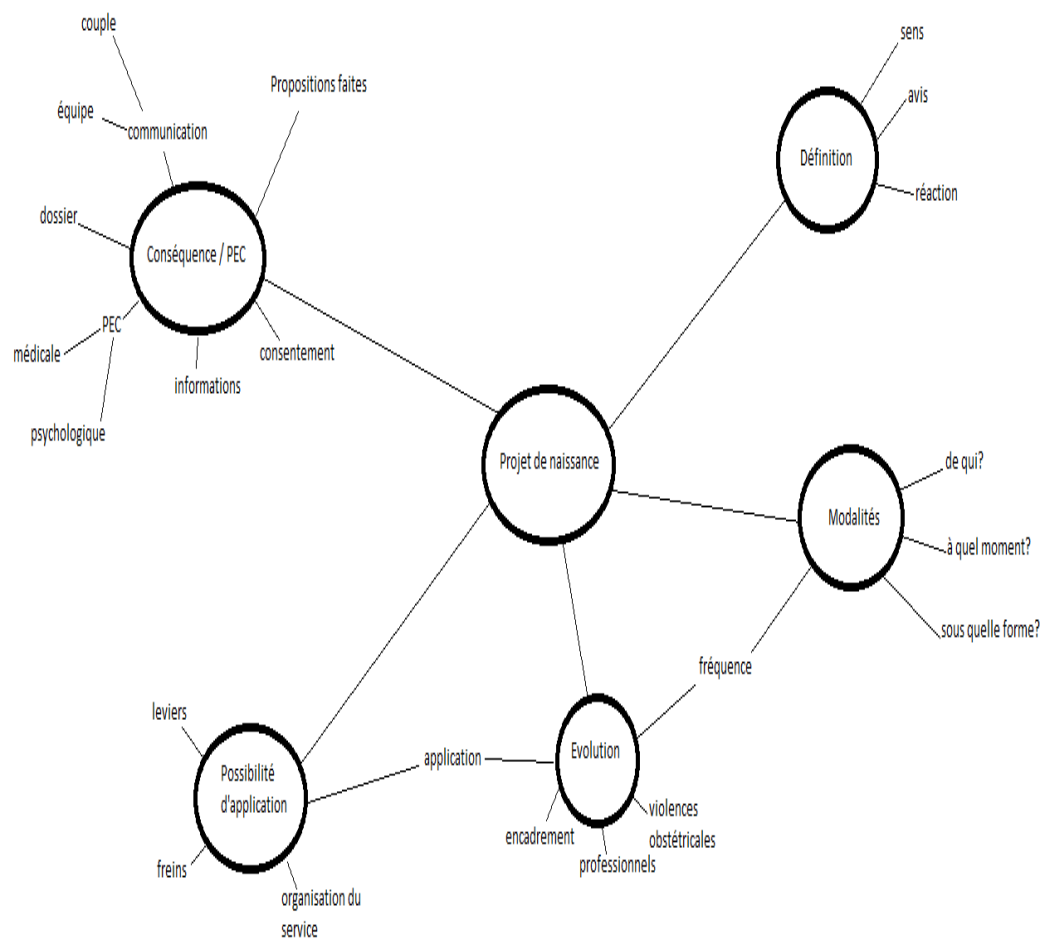 couple
sens
Propositions faites
avis
équipe
communication
Définition
réaction
dossier
Conséquence / PEC
PEC
médicale
consentement
informations
psychologique
Projet de naissance
de qui?
Modalités
à quel moment?
sous quelle forme?
fréquence
leviers
Evolution
application
Possibilité
d'application
violences
obstétricales
encadrement
professionnels
freins
organisation du
service